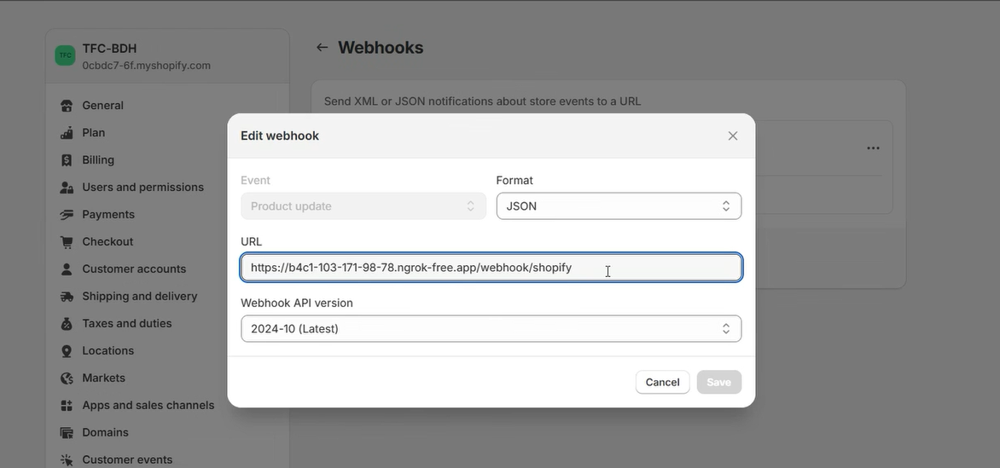 TFC
TFC-BDH
0cbdc7-6f.myshopify.com
General
Plan
Billing
Users and permissions
Payments
Checkout
Customer accounts
Shipping and delivery
Taxes and duties
Locations
Markets
Apps and sales channels
Domains
Customer events
← Webhooks
Send XML or JSON notifications about store events to a URL
Edit webhook
Event
Product update
Format
JSON
URL
https://b4c1-103-171-98-78.ngrok-free.app/webhook/shopify
Webhook API version
2024-10 (Latest)
Cancel
Save